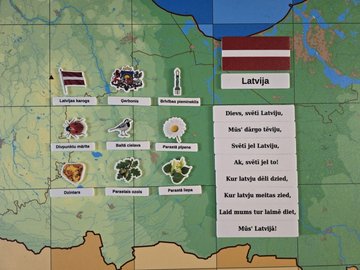 Latvija
Latvijas karogs
Ģerbonis
Brīvības piemineklis
Divpunktu mārīte
Baltā cielava
Parastā pīpene
Dzintars
Parastais ozols
Parastā liepa
Dievs, svētī Latviju,
Mūs' dārgo tēviju,
Svētī jel Latviju,
Ak, svētī jel to!
Kur latvju dēli dzied,
Kur latvju meitas zied,
Laid mums tur laimē diet,
Mūs' Latvijā!